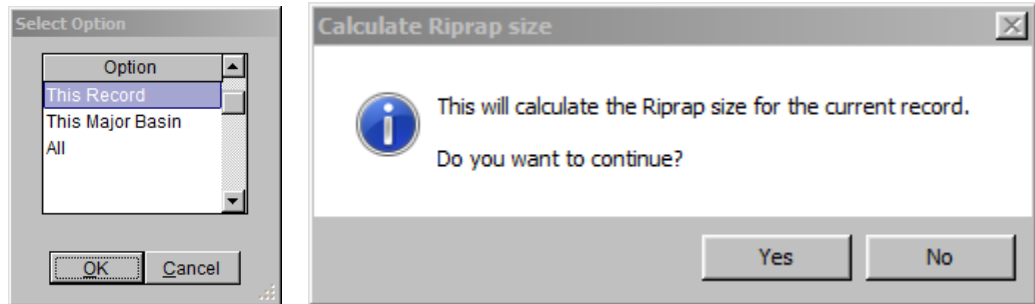 Select Option
Option
This Record
This Major Basin
All
OK
Cancel
Calculate Riprap size
This will calculate the Riprap size for the current record.
Do you want to continue?
Yes
No